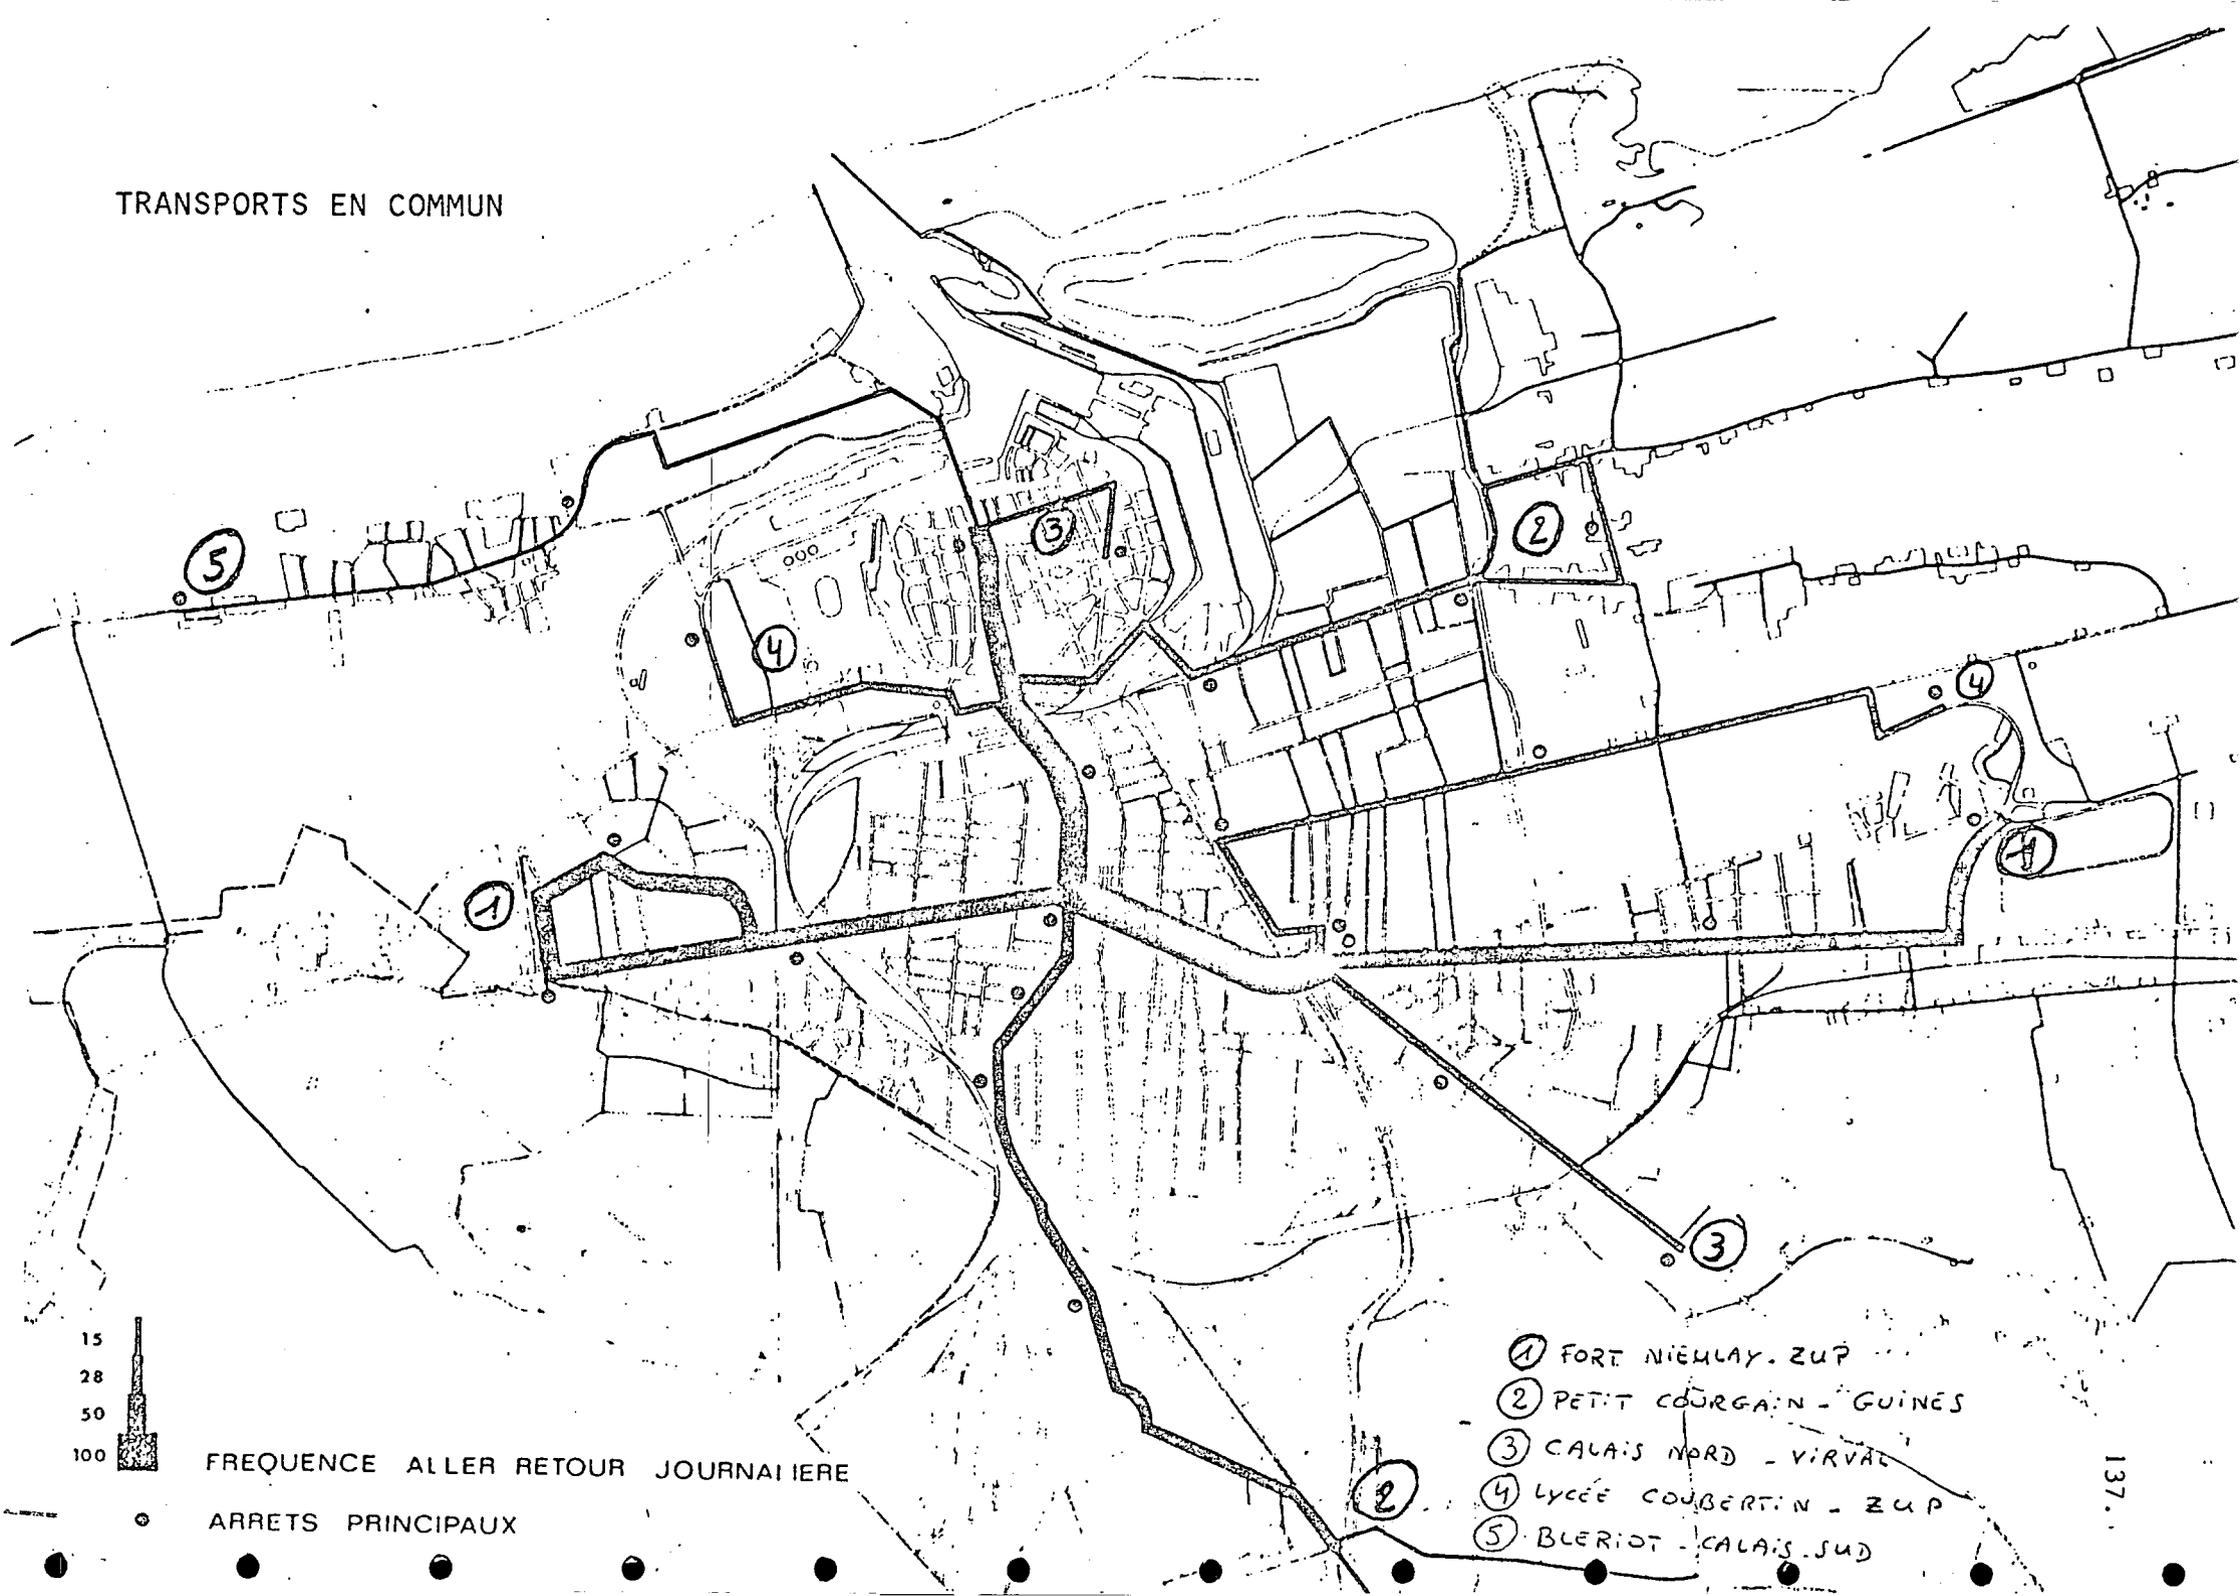 TRANSPORTS EN COMMUN
5
3
2
4
4
1
1
3
2
15
28
50
100
FREQUENCE ALLER RETOUR JOURNALIERE
ARRETS PRINCIPAUX
1 FORT NIEULAY. ZUP
2 PETIT COURGAIN - GUINES
3 CALAIS NORD - VIRVAL
4 LYCÉE COUBERTIN - ZUP
5 BLERIOT - CALAIS. SUD
137.